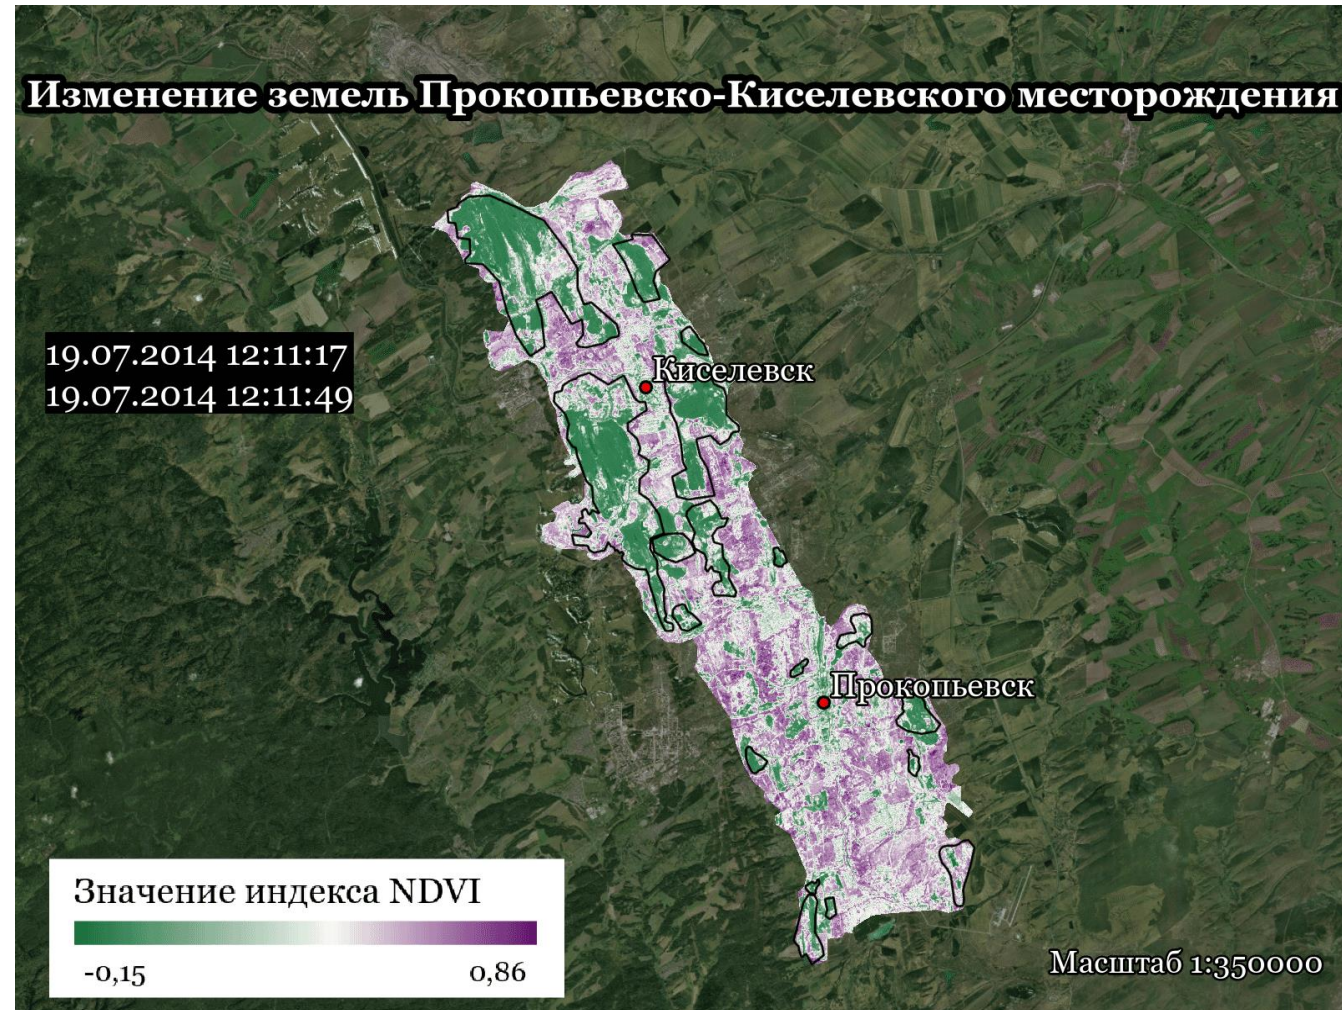 Изменение земель Прокопьевско-Киселевского месторождения
19.07.2014 12:11:17
19.07.2014 12:11:49
Киселевск
Прокопьевск
Значение индекса NDVI
-0,15
0,86
Масштаб 1:350000